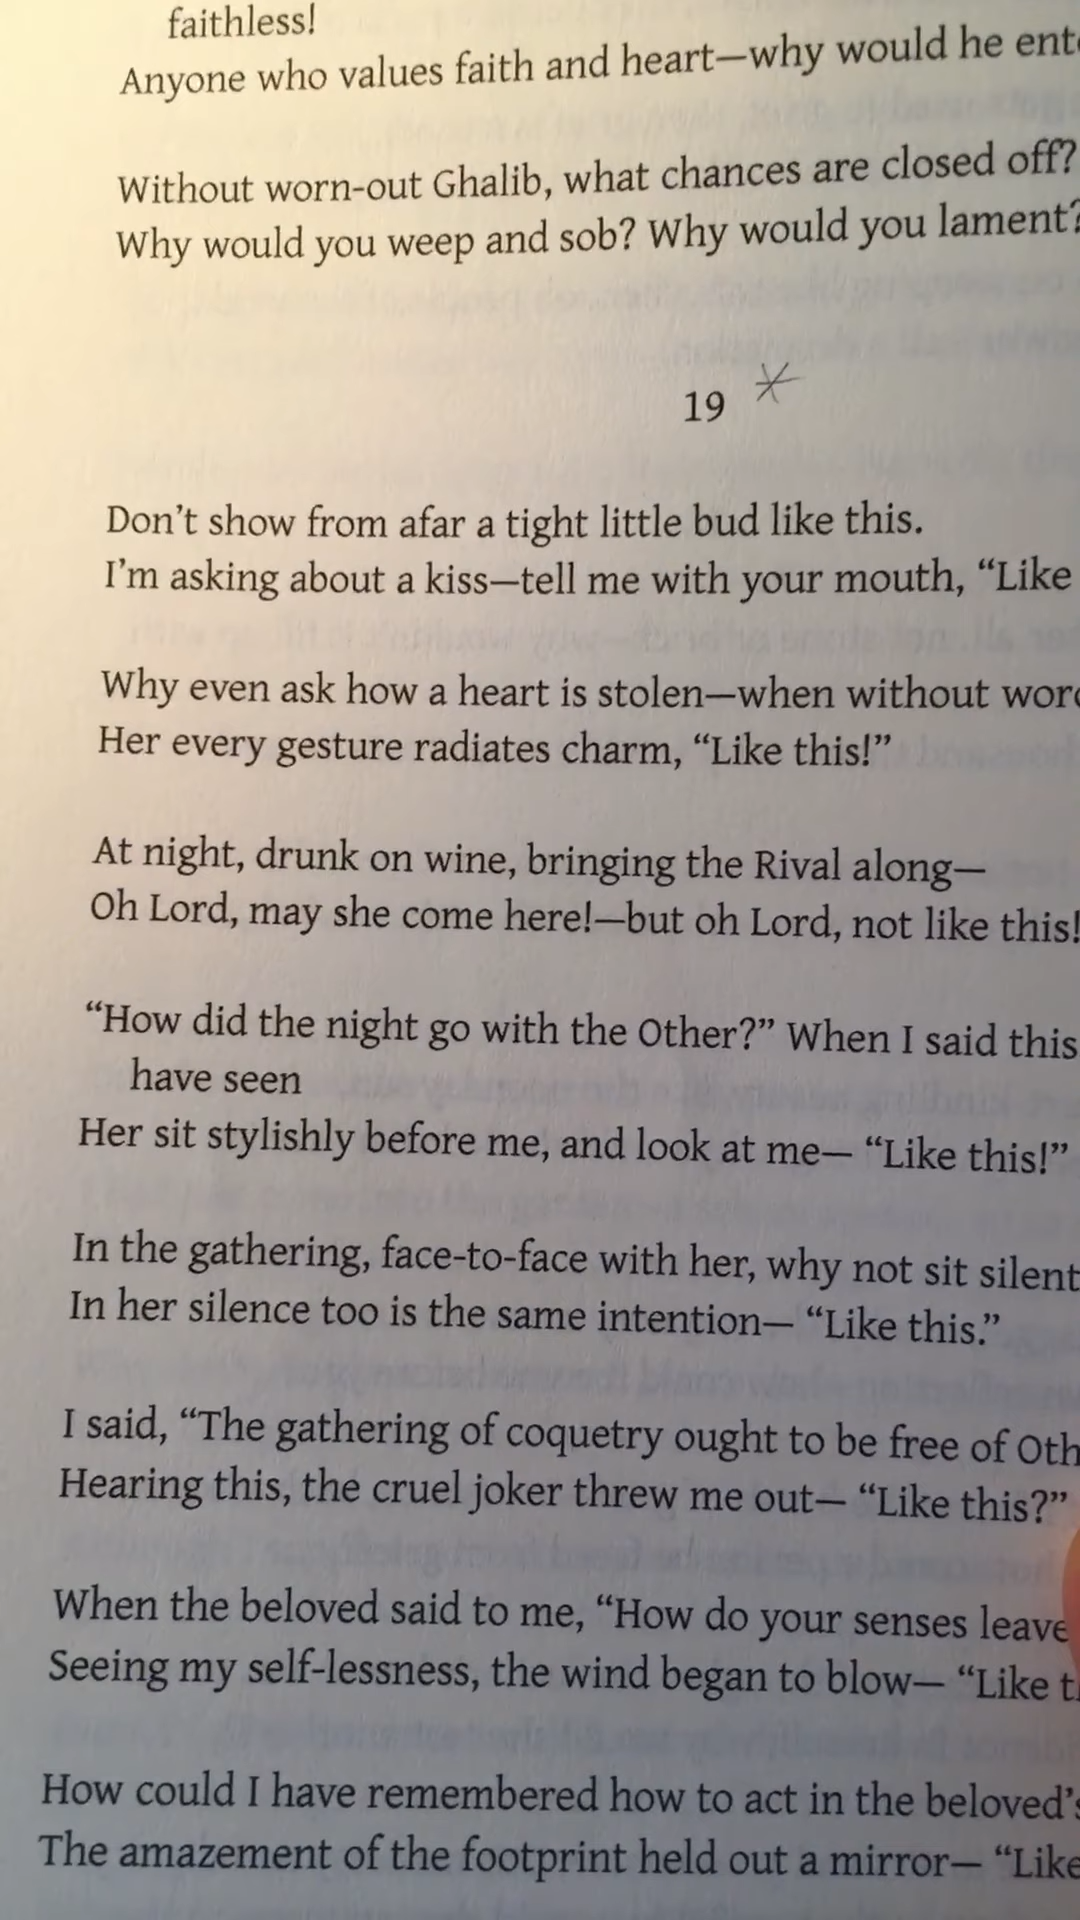 faithless!
Anyone who values faith and heart—why would he
Without worn-out Ghalib, what chances are closed off?
Why would you weep and sob? Why would you lament?
19
Don't show from afar a tight little bud like this.
I'm asking about a kiss—tell me with your mouth, “Like
Why even ask how a heart is stolen—when without
Her every gesture radiates charm, “Like this!”
At night, drunk on wine, bringing the Rival along—
Oh Lord, may she come here!—but oh Lord, not like this!
“How did the night go with the Other?” When I said this
have seen
Her sit stylishly before me, and look at me— “Like this!”
In the gathering, face-to-face with her, why not sit silent
In her silence too is the same intention— “Like this.”
I said, “The gathering of coquetry ought to be free of
Hearing this, the cruel joker threw me out— “Like this?”
When the beloved said to me, “How do your senses leave
Seeing my self-lessness, the wind began to blow— “Like
How could I have remembered how to act in the beloved's
The amazement of the footprint held out a mirror— “Like